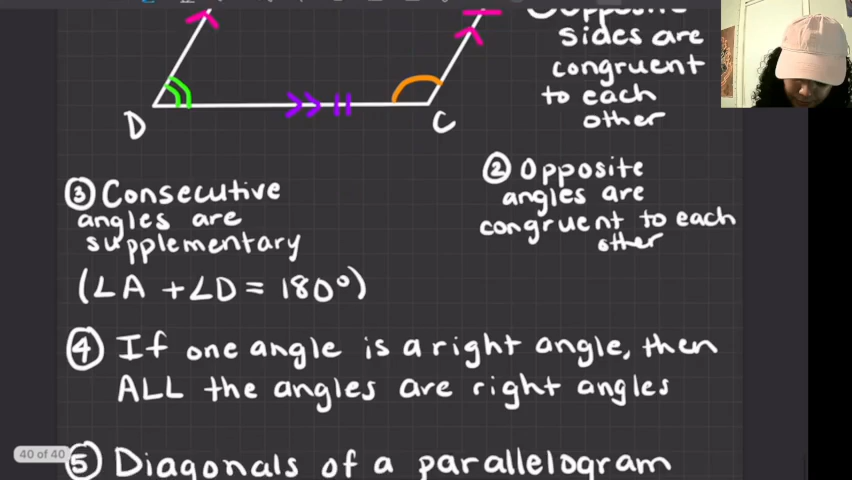 Opposite
sides are
congruent
to each
other
D
C
② Opposite
angles are
congruent to each
other
③ Consecutive
angles are
supplementary
(∠A + ∠D = 180°)
④ If one angle is a right angle, then
ALL the angles are right angles
40 of 40
⑤ Diagonals of a parallelogram